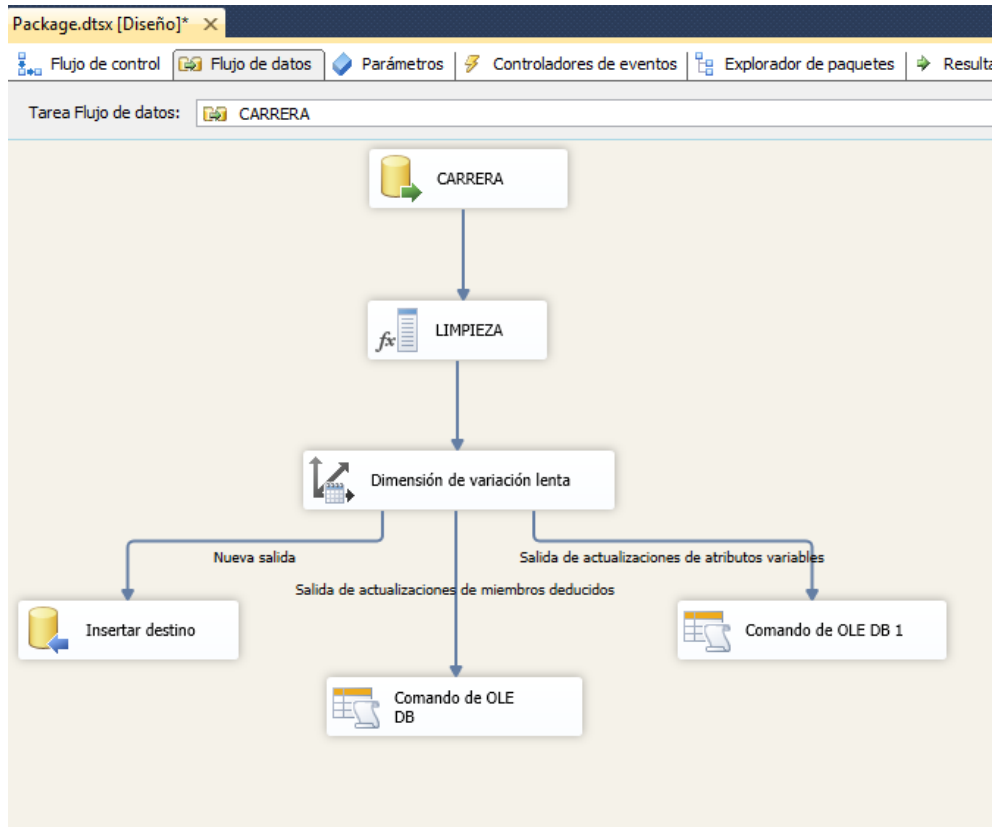 Package.dtsx [Diseño]*
Flujo de control Flujo de datos Parámetros Controladores de eventos Explorador de paquetes Resulta
Tarea Flujo de datos: CARRERA
CARRERA
fx LIMPIEZA
Dimensión de variación lenta
Nueva salida Salida de actualizaciones de atributos variables
Salida de actualizaciones de miembros deducidos
Insertar destino Comando de OLE DB 1
Comando de OLE
DB